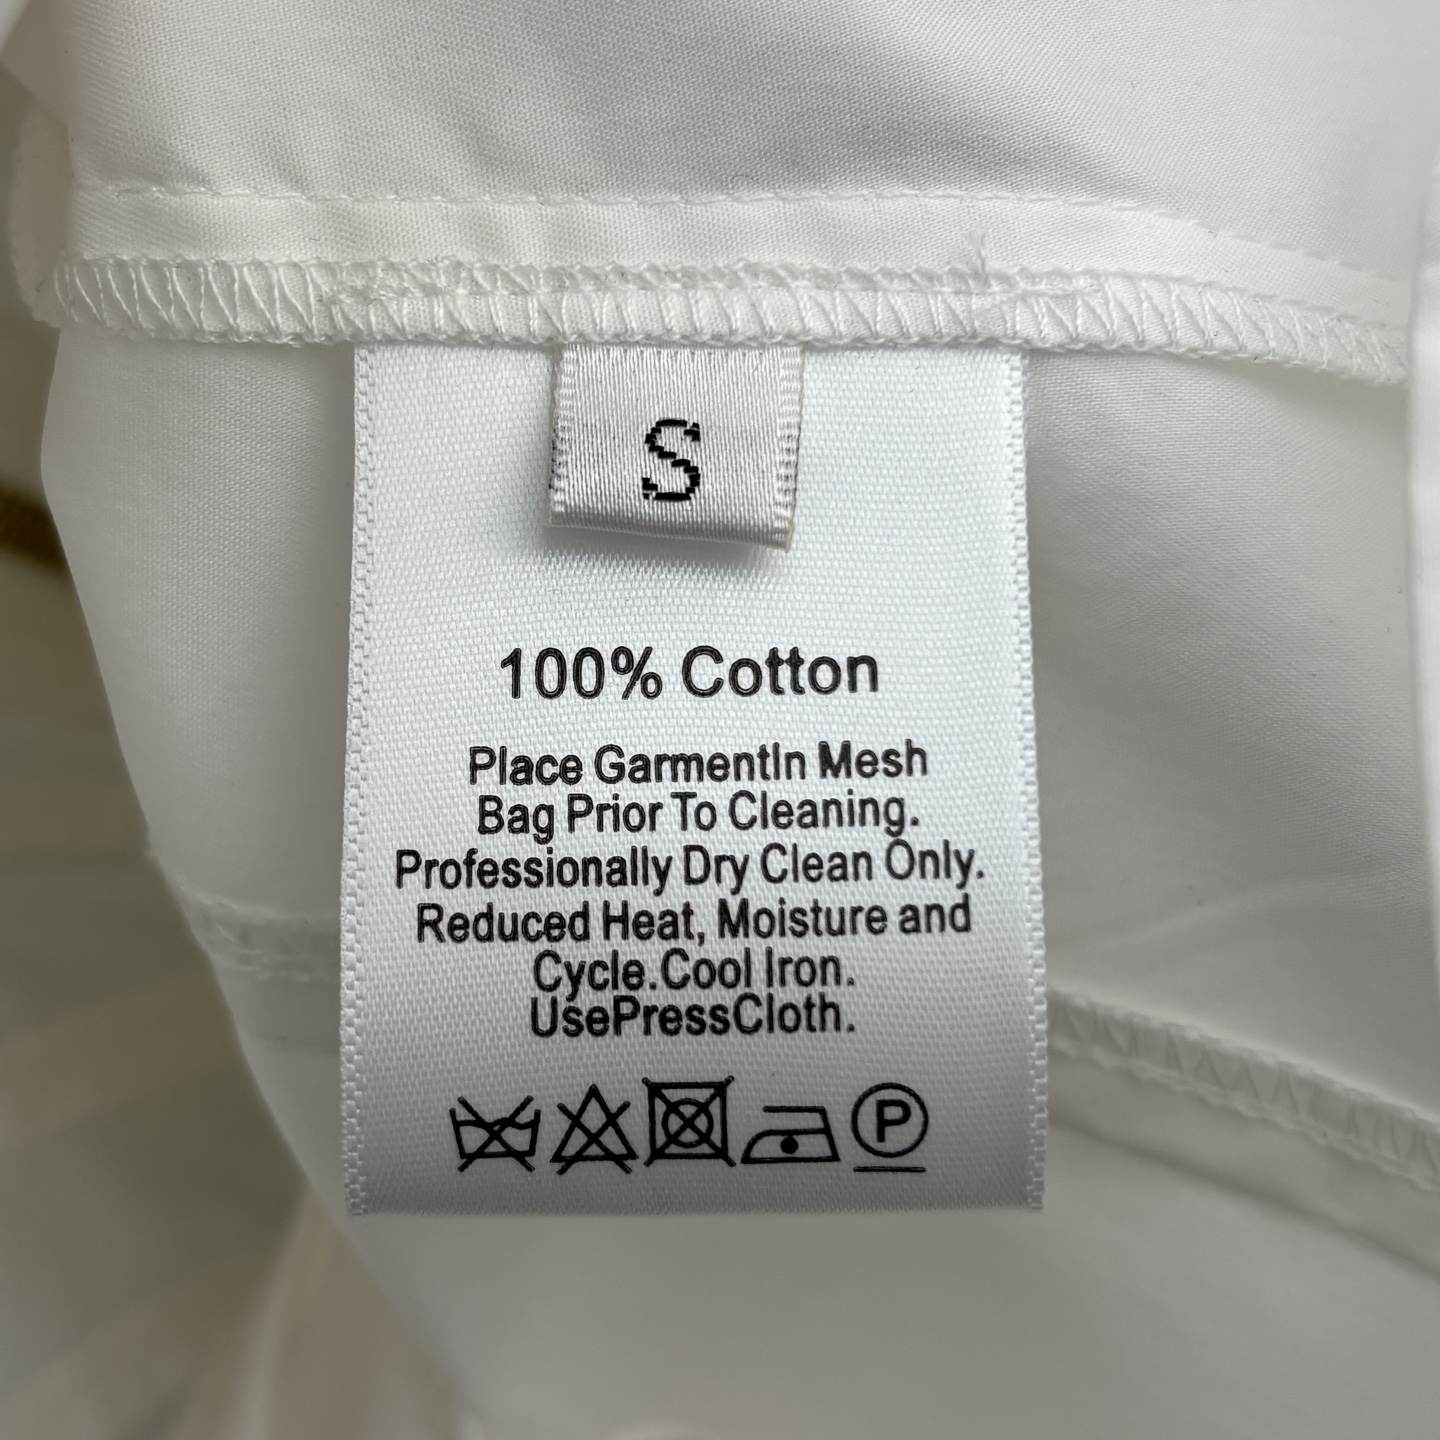 S
100% Cotton
Place GarmentIn Mesh
Bag Prior To Cleaning.
Professionally Dry Clean Only.
Reduced Heat, Moisture and
Cycle.Cool Iron.
UsePressCloth.
P